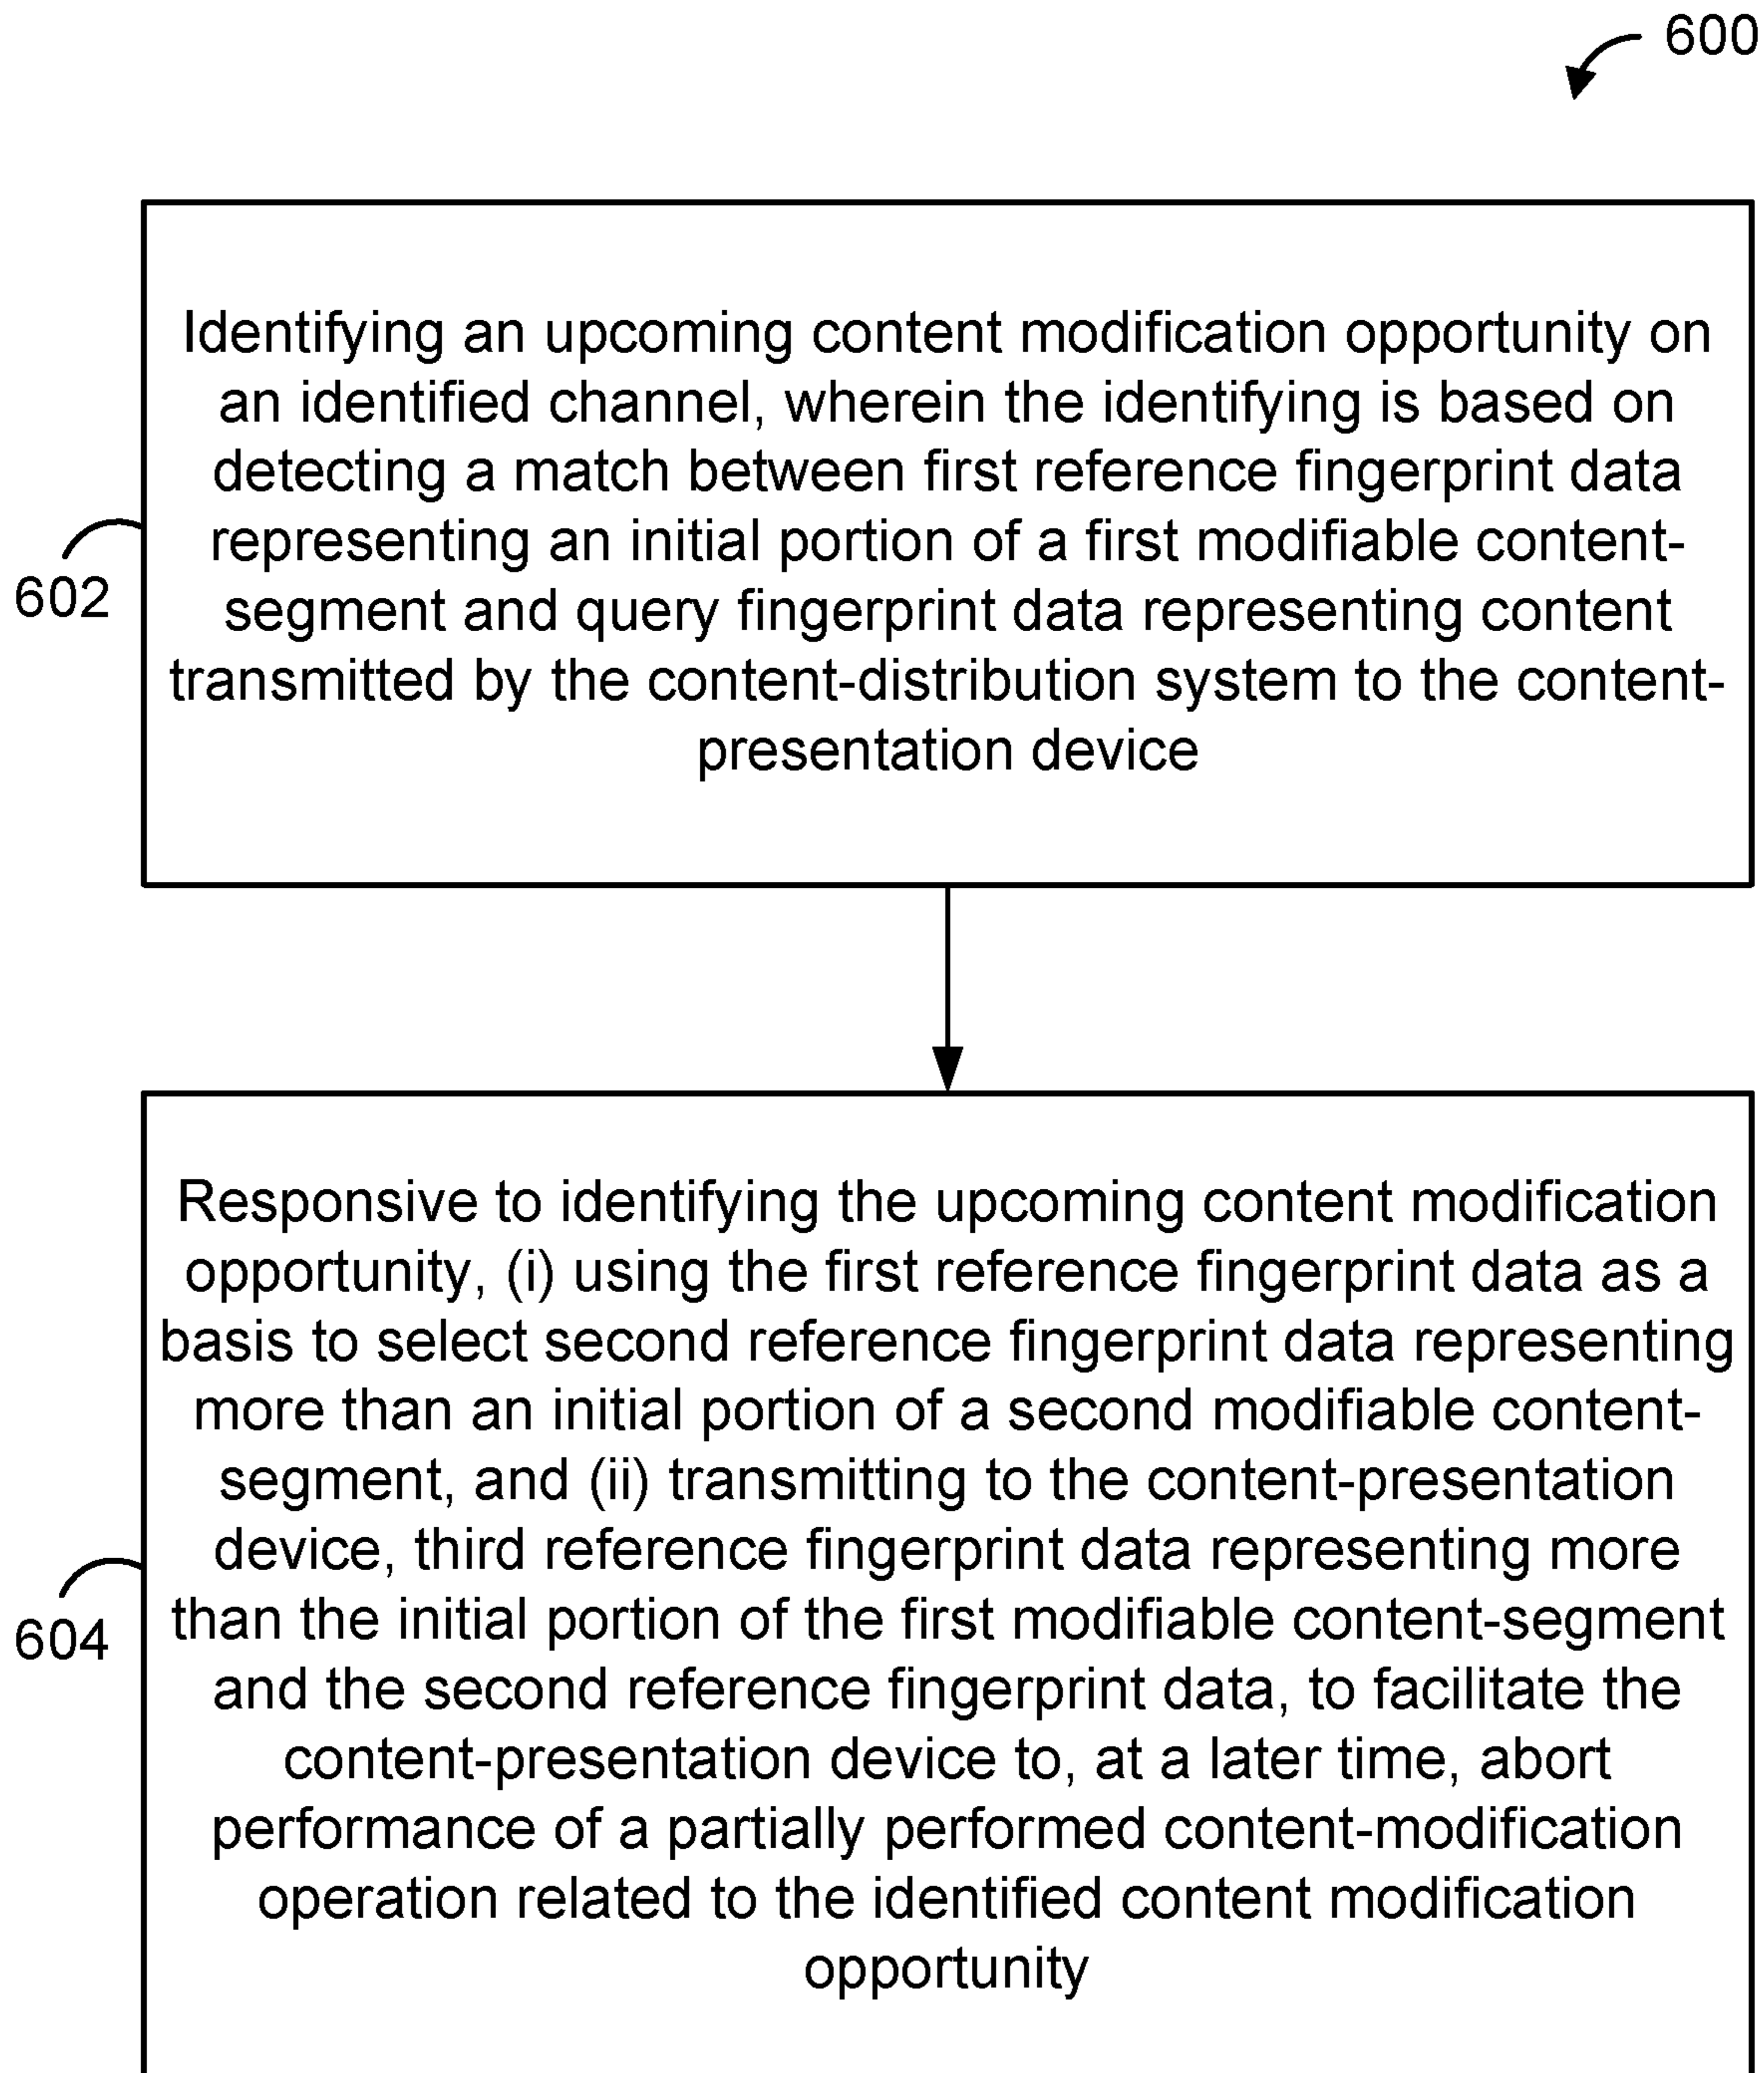 600
Identifying an upcoming content modification opportunity on
an identified channel, wherein the identifying is based on
detecting a match between first reference fingerprint data
representing an initial portion of a first modifiable content-
segment and query fingerprint data representing content
transmitted by the content-distribution system to the content-
presentation device
602
Responsive to identifying the upcoming content modification
opportunity, (i) using the first reference fingerprint data as a
basis to select second reference fingerprint data representing
more than an initial portion of a second modifiable content-
segment, and (ii) transmitting to the content-presentation
device, third reference fingerprint data representing more
than the initial portion of the first modifiable content-segment
and the second reference fingerprint data, to facilitate the
content-presentation device to, at a later time, abort
performance of a partially performed content-modification
operation related to the identified content modification
opportunity
604